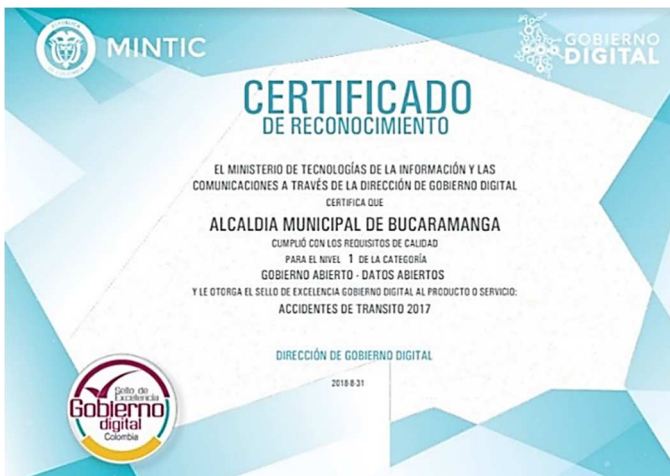 MINTIC
GOBIERNO
DIGITAL
CERTIFICADO
DE RECONOCIMIENTO
EL MINISTERIO DE TECNOLOGÍAS DE LA INFORMACIÓN Y LAS
COMUNICACIONES A TRAVÉS DE LA DIRECCIÓN DE GOBIERNO DIGITAL
CERTIFICA QUE
ALCALDIA MUNICIPAL DE BUCARAMANGA
CUMPLIÓ CON LOS REQUISITOS DE CALIDAD
PARA EL NIVEL 1 DE LA CATEGORÍA
GOBIERNO ABIERTO - DATOS ABIERTOS
Y LE OTORGA EL SELLO DE EXCELENCIA GOBIERNO DIGITAL AL PRODUCTO O SERVICIO:
ACCIDENTES DE TRANSITO 2017
DIRECCIÓN DE GOBIERNO DIGITAL
2018-8-31
Sello de
Excelencia
Gobierno
digital
Colombia